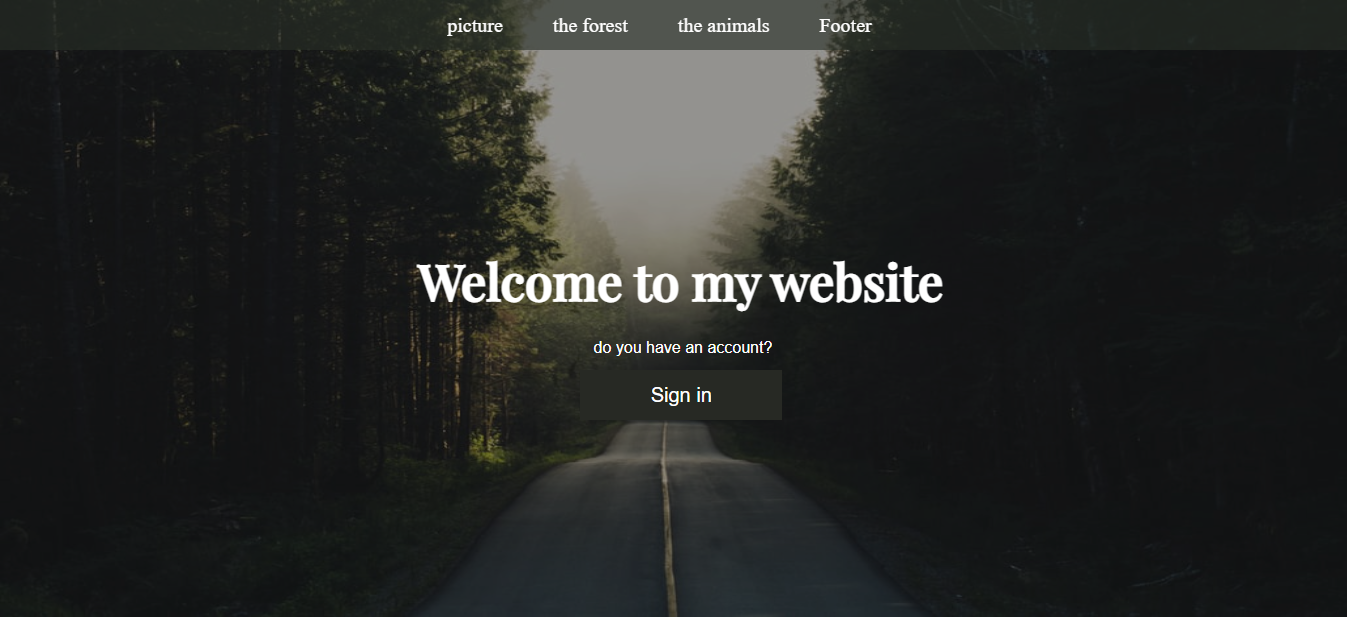 picture the forest the animals Footer
Welcome to my website
do you have an account?
Sign in